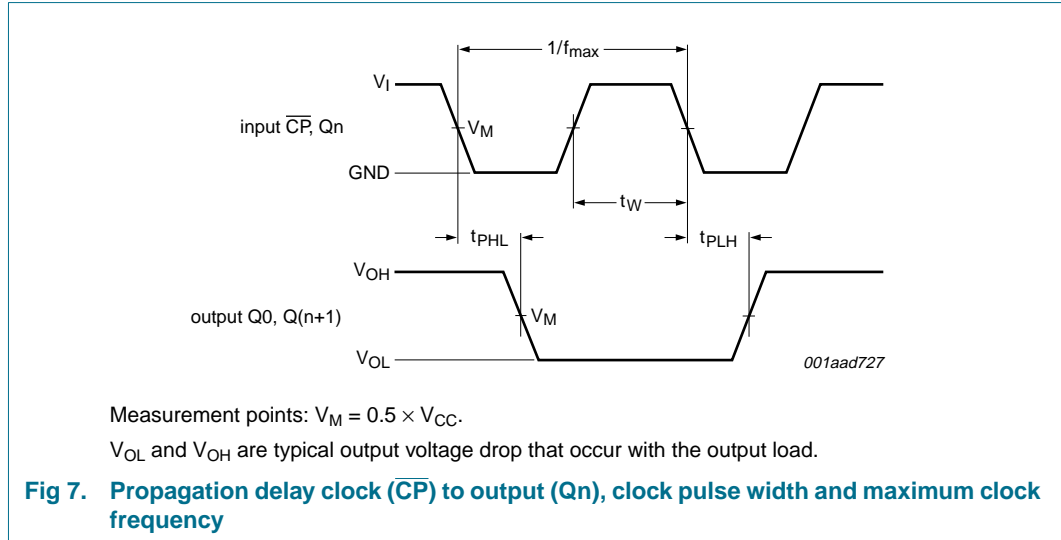 1/fmax
VI
input C̅P̅, Qn
VM
GND
tW
tPHL
tPLH
VOH
output Q0, Q(n+1)
VM
VOL
001aad727
Measurement points: VM = 0.5 × VCC.
VOL and VOH are typical output voltage drop that occur with the output load.
Fig 7. Propagation delay clock (C̅P̅) to output (Qn), clock pulse width and maximum clock
frequency